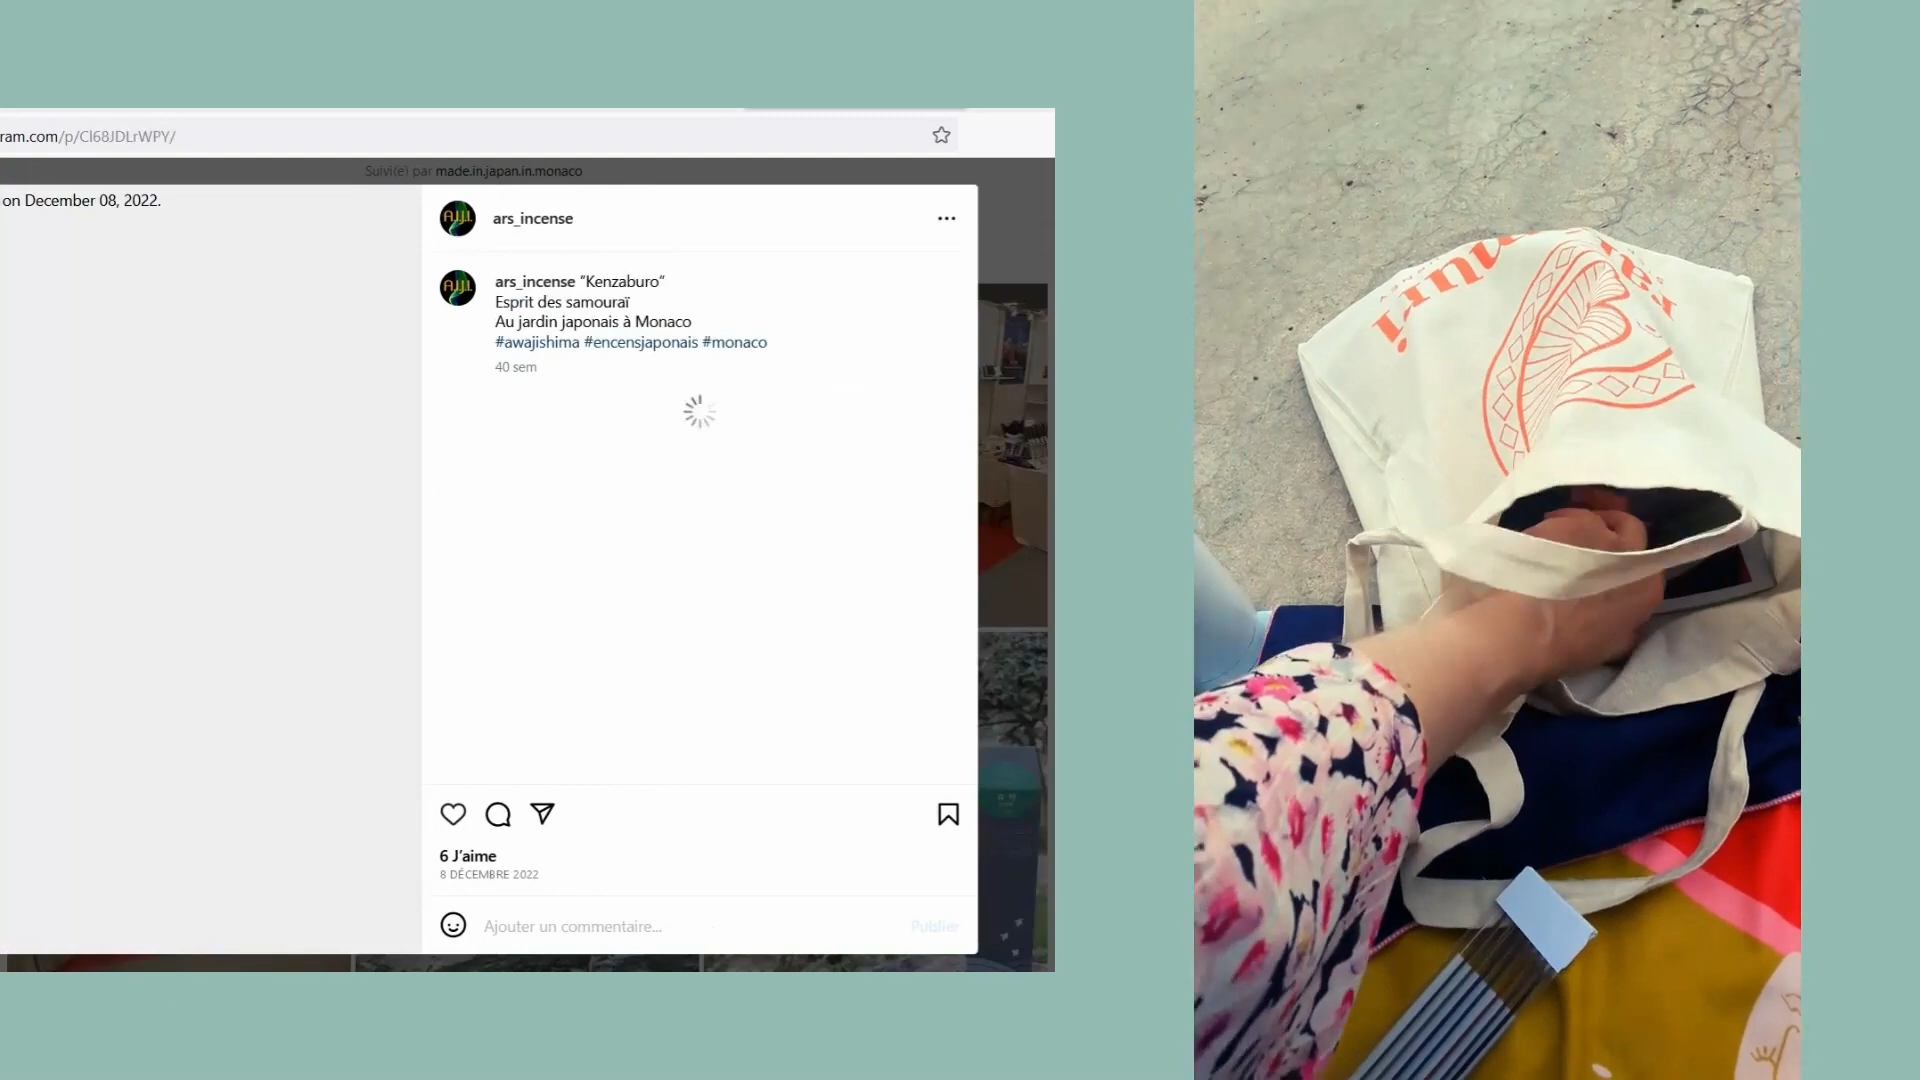 ram.com/p/Cl68JDLrWPY/
Suivi(e) par made.in.japan.in.monaco
on December 08, 2022.
ars_incense
ars_incense “Kenzaburo“
Esprit des samouraï
Au jardin japonais à Monaco
#awajishima #encensjaponais #monaco
40 sem
6 J’aime
8 DÉCEMBRE 2022
Ajouter un commentaire...
Publier